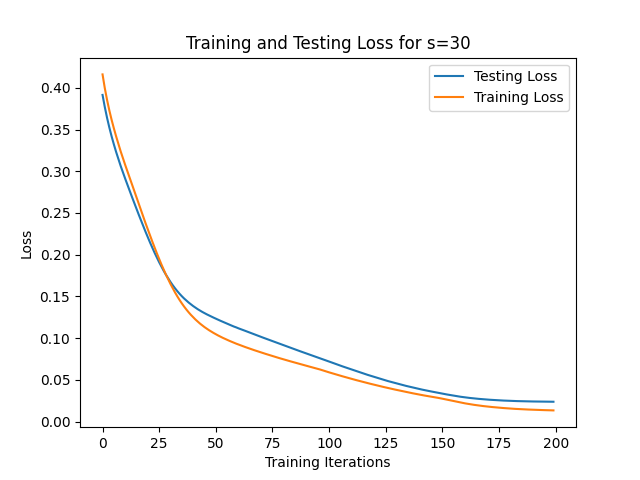 Training and Testing Loss for s=30
Testing Loss
Training Loss
0.40
0.35
0.30
0.25
0.20
0.15
0.10
0.05
0.00
Loss
0 25 50 75 100 125 150 175 200
Training Iterations